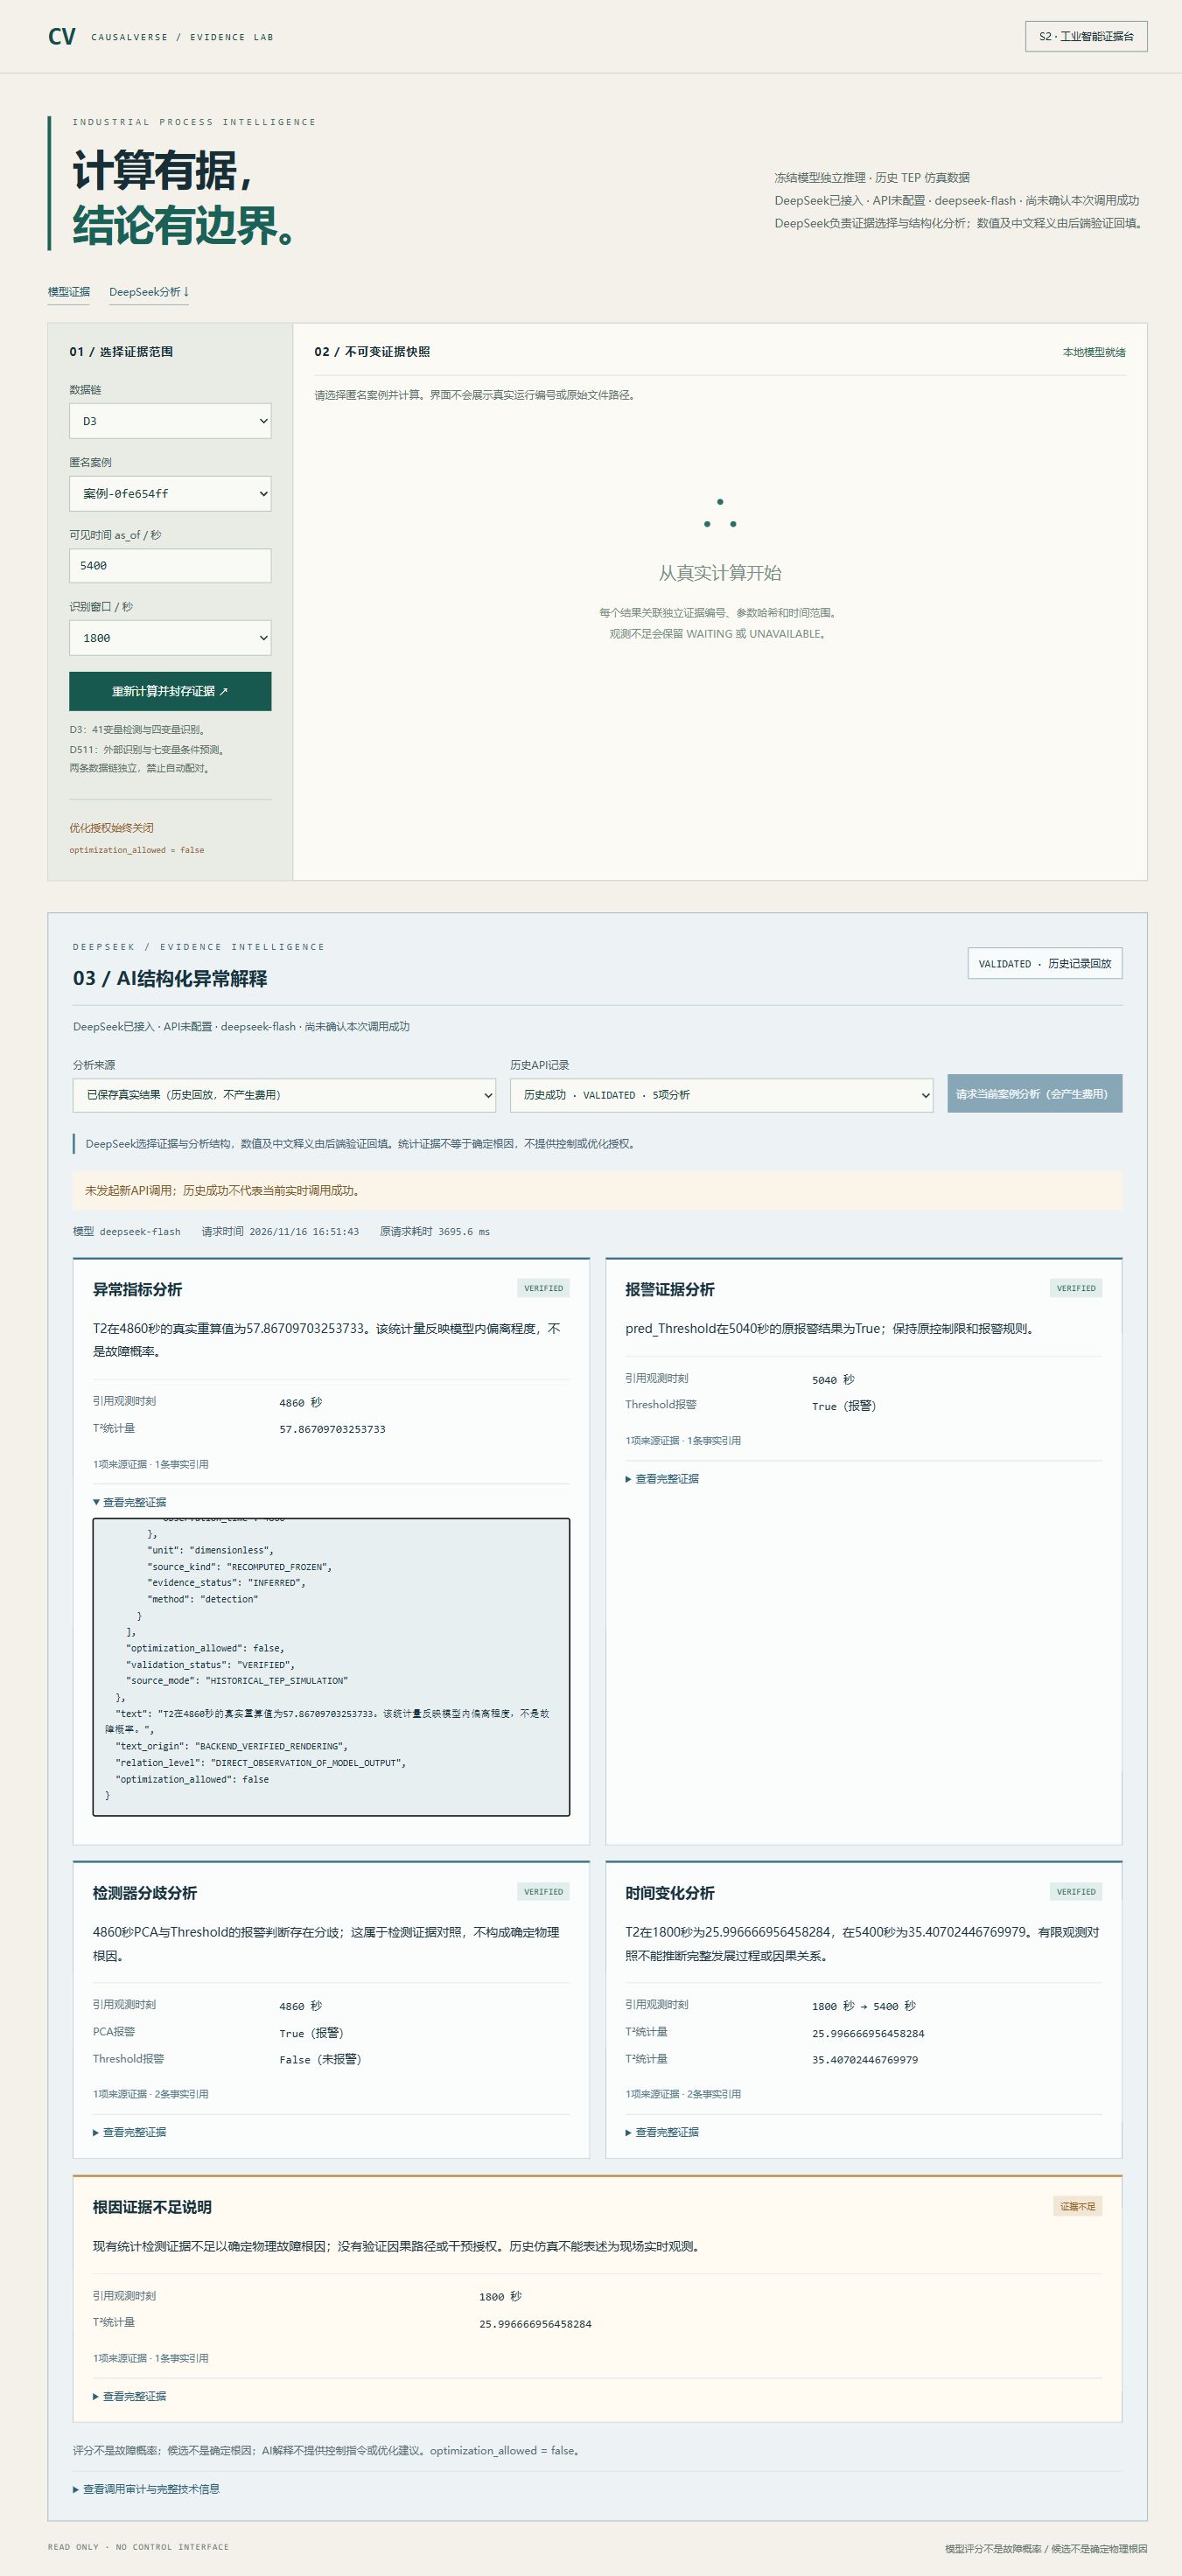 CV CAUSALVERSE / EVIDENCE LAB
S2 · 工业智能证据台
INDUSTRIAL PROCESS INTELLIGENCE
计算有据，
结论有边界。
冻结模型独立推理 · 历史 TEP 仿真数据
DeepSeek已接入 · API未配置 · deepseek-flash · 尚未确认本次调用成功
DeepSeek负责证据选择与结构化分析；数值及中文释义由后端验证回填。
模型证据 DeepSeek分析 ↓
01 / 选择证据范围
数据链
D3
匿名案例
案例-0fe654ff
可见时间 as_of / 秒
5400
识别窗口 / 秒
1800
重新计算并封存证据 ↗
D3：41变量检测与四变量识别。
D511：外部识别与七变量条件预测。
两条数据链独立，禁止自动配对。
优化授权始终关闭
optimization_allowed = false
02 / 不可变证据快照
本地模型就绪
请选择匿名案例并计算。界面不会展示真实运行编号或原始文件路径。
从真实计算开始
每个结果关联独立证据编号、参数哈希和时间范围。
观测不足会保留 WAITING 或 UNAVAILABLE。
DEEPSEEK / EVIDENCE INTELLIGENCE
03 / AI结构化异常解释
VALIDATED · 历史记录回放
DeepSeek已接入 · API未配置 · deepseek-flash · 尚未确认本次调用成功
分析来源
已保存真实结果（历史回放，不产生费用）
历史API记录
历史成功 · VALIDATED · 5项分析
请求当前案例分析（会产生费用）
DeepSeek选择证据与分析结构，数值及中文释义由后端验证回填。统计证据不等于确定根因，不提供控制或优化授权。
未发起新API调用；历史成功不代表当前实时调用成功。
模型 deepseek-flash 请求时间 2026/11/16 16:51:43 原请求耗时 3695.6 ms
异常指标分析
VERIFIED
T2在4860秒的真实重算值为57.86709703253733。该统计量反映模型内偏离程度，不
是故障概率。
引用观测时刻 4860 秒
T²统计量 57.86709703253733
1项来源证据 · 1条事实引用
▼ 查看完整证据
"observation_time": 4860
},
"unit": "dimensionless",
"source_kind": "RECOMPUTED_FROZEN",
"evidence_status": "INFERRED",
"method": "detection"
}
],
"optimization_allowed": false,
"validation_status": "VERIFIED",
"source_mode": "HISTORICAL_TEP_SIMULATION"
},
"text": "T2在4860秒的真实重算值为57.86709703253733。该统计量反映模型内偏离程度，不是故
障概率。",
"text_origin": "BACKEND_VERIFIED_RENDERING",
"relation_level": "DIRECT_OBSERVATION_OF_MODEL_OUTPUT",
"optimization_allowed": false
}
报警证据分析
VERIFIED
pred_Threshold在5040秒的原报警结果为True；保持原控制限和报警规则。
引用观测时刻 5040 秒
Threshold报警 True（报警）
1项来源证据 · 1条事实引用
▶ 查看完整证据
检测器分歧分析
VERIFIED
4860秒PCA与Threshold的报警判断存在分歧；这属于检测证据对照，不构成确定物理
根因。
引用观测时刻 4860 秒
PCA报警 True（报警）
Threshold报警 False（未报警）
1项来源证据 · 2条事实引用
▶ 查看完整证据
时间变化分析
VERIFIED
T2在1800秒为25.996666956458284，在5400秒为35.40702446769979。有限观测对
照不能推断完整发展过程或因果关系。
引用观测时刻 1800 秒 → 5400 秒
T²统计量 25.996666956458284
T²统计量 35.40702446769979
1项来源证据 · 2条事实引用
▶ 查看完整证据
根因证据不足说明
证据不足
现有统计检测证据不足以确定物理故障根因；没有验证因果路径或干预授权。历史仿真不能表述为现场实时观测。
引用观测时刻 1800 秒
T²统计量 25.996666956458284
1项来源证据 · 1条事实引用
▶ 查看完整证据
评分不是故障概率；候选不是确定根因；AI解释不提供控制指令或优化建议。optimization_allowed = false。
▶ 查看调用审计与完整技术信息
READ ONLY · NO CONTROL INTERFACE
模型评分不是故障概率 / 候选不是确定物理根因